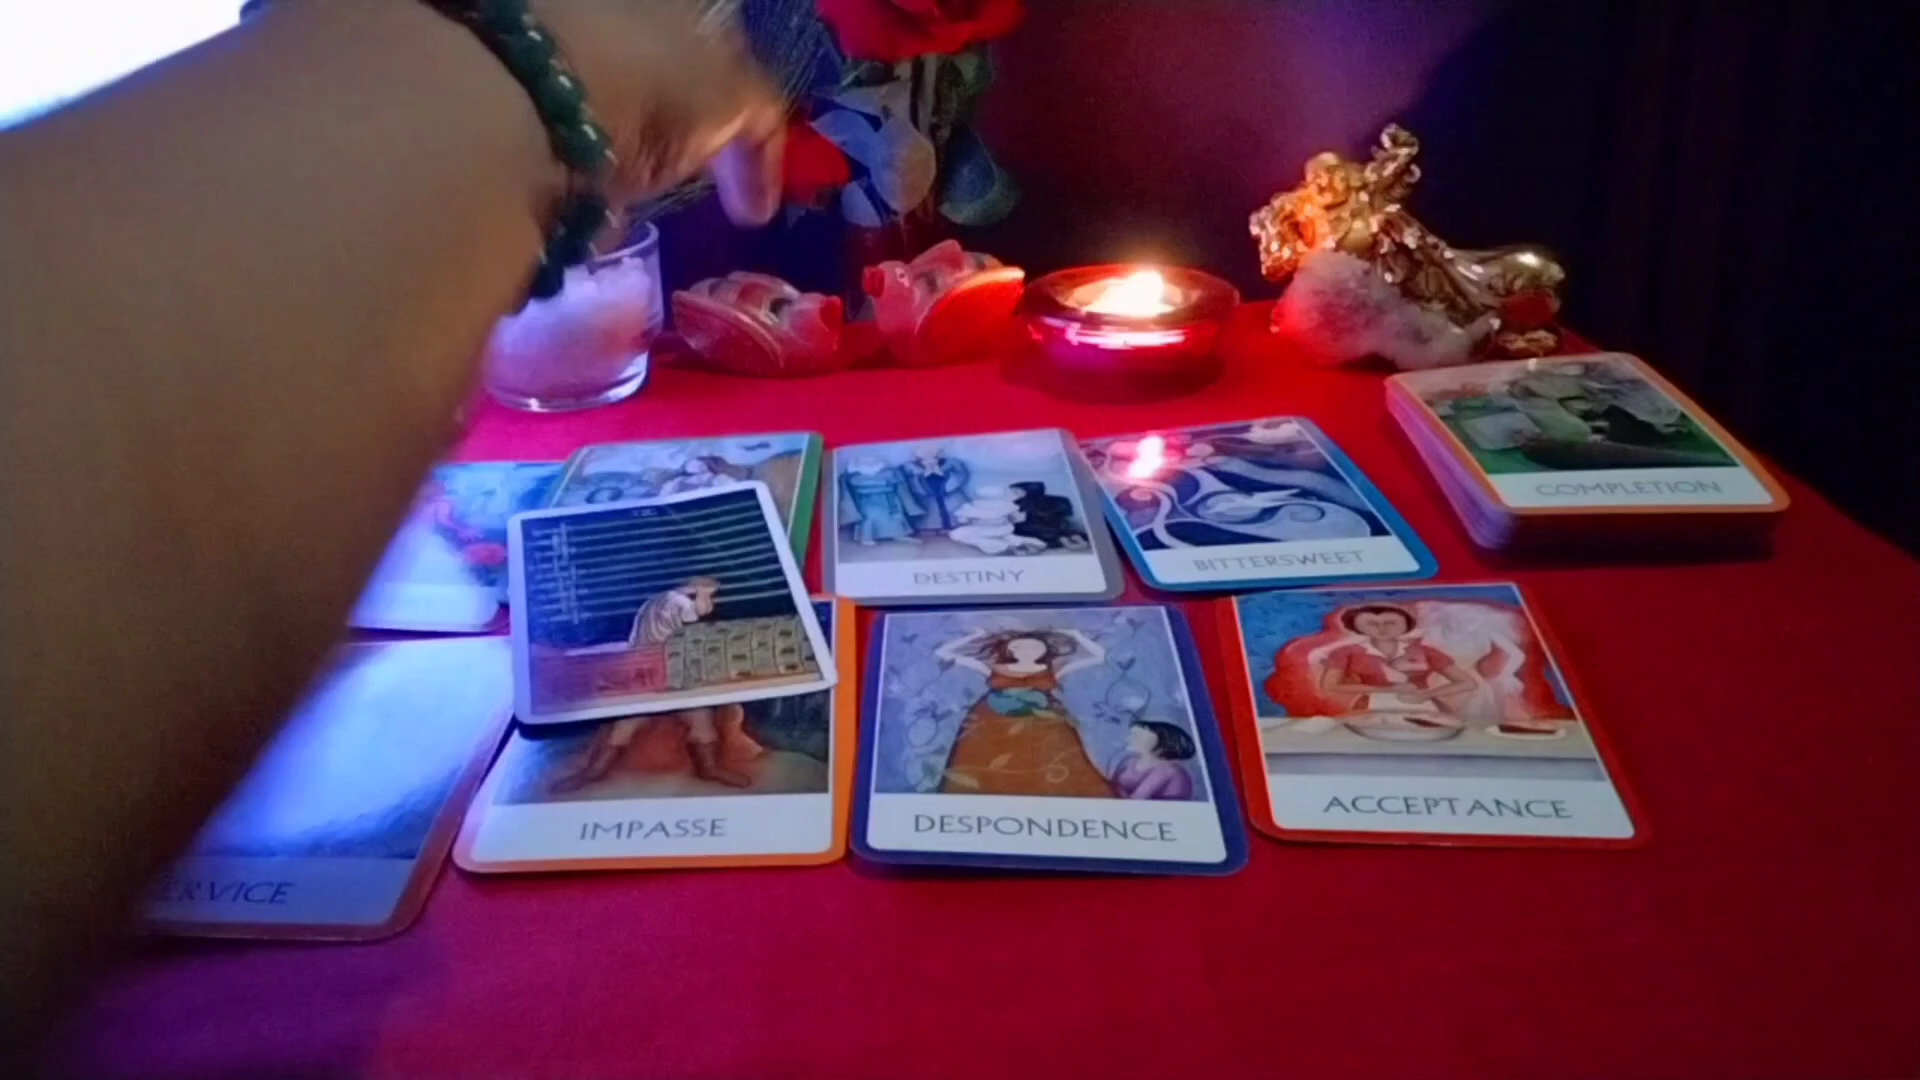 COMPLETION
DESTINY
BITTERSWEET
IMPASSE
DESPONDENCE
ACCEPTANCE
ERVICE